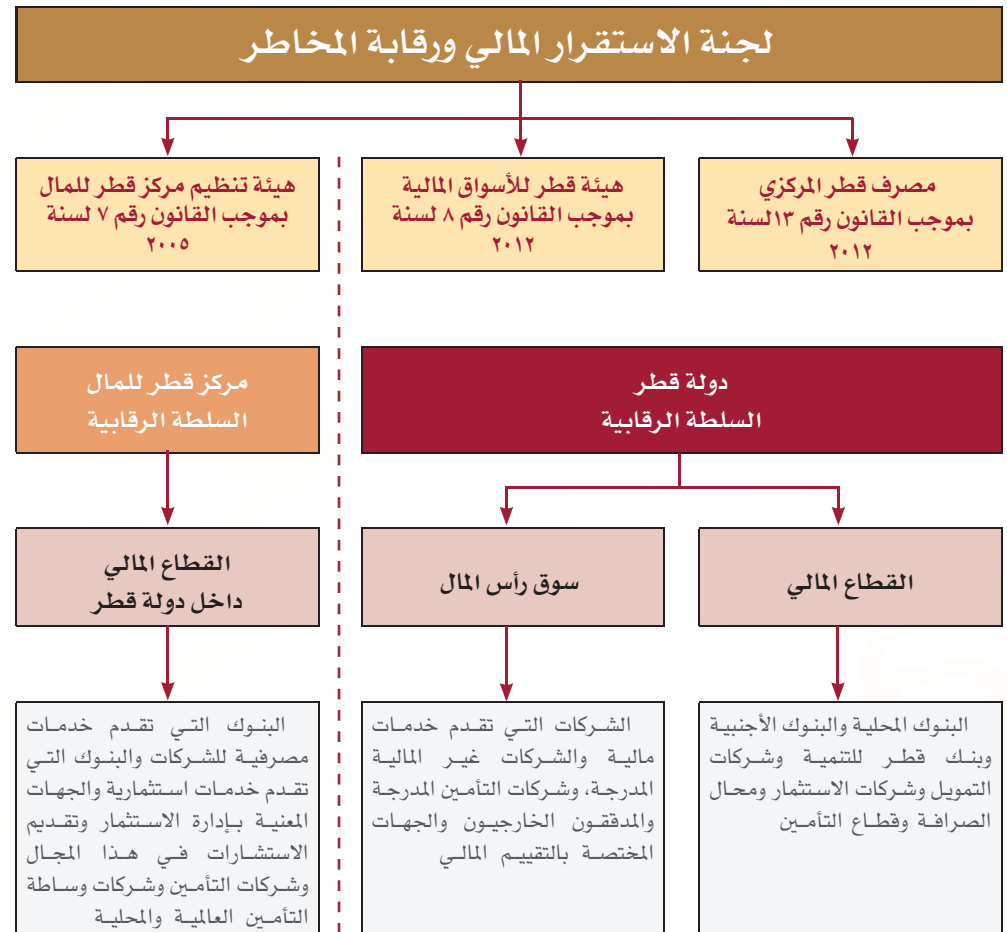 لجنة الاستقرار المالي ورقابة المخاطر
مصرف قطر المركزي
بموجب القانون رقم ١٣لسنة
٢٠١٢
هيئة قطر للأسواق المالية
بموجب القانون رقم ٨ لسنة
٢٠١٢
هيئة تنظيم مركز قطر للمال
بموجب القانون رقم ٧ لسنة
٢٠٠٥
دولة قطر
السلطة الرقابية
مركز قطر للمال
السلطة الرقابية
القطاع المالي
سوق رأس المال
القطاع المالي
داخل دولة قطر
البنوك المحلية والبنوك الأجنبية
وبنك قطر للتنمية وشركات
التمويل وشركات الاستثمار ومحال
الصرافة وقطاع التأمين
الشركات التي تقدم خدمات
مالية والشركات غير المالية
المدرجة، وشركات التأمين المدرجة
والمدققون الخارجيون والجهات
المختصة بالتقييم المالي
البنوك التي تقدم خدمات
مصرفية للشركات والبنوك التي
تقدم خدمات استثمارية والجهات
المعنية بإدارة الاستثمار وتقديم
الاستشارات في هذا المجال
وشركات التأمين وشركات وساطة
التأمين العالمية والمحلية